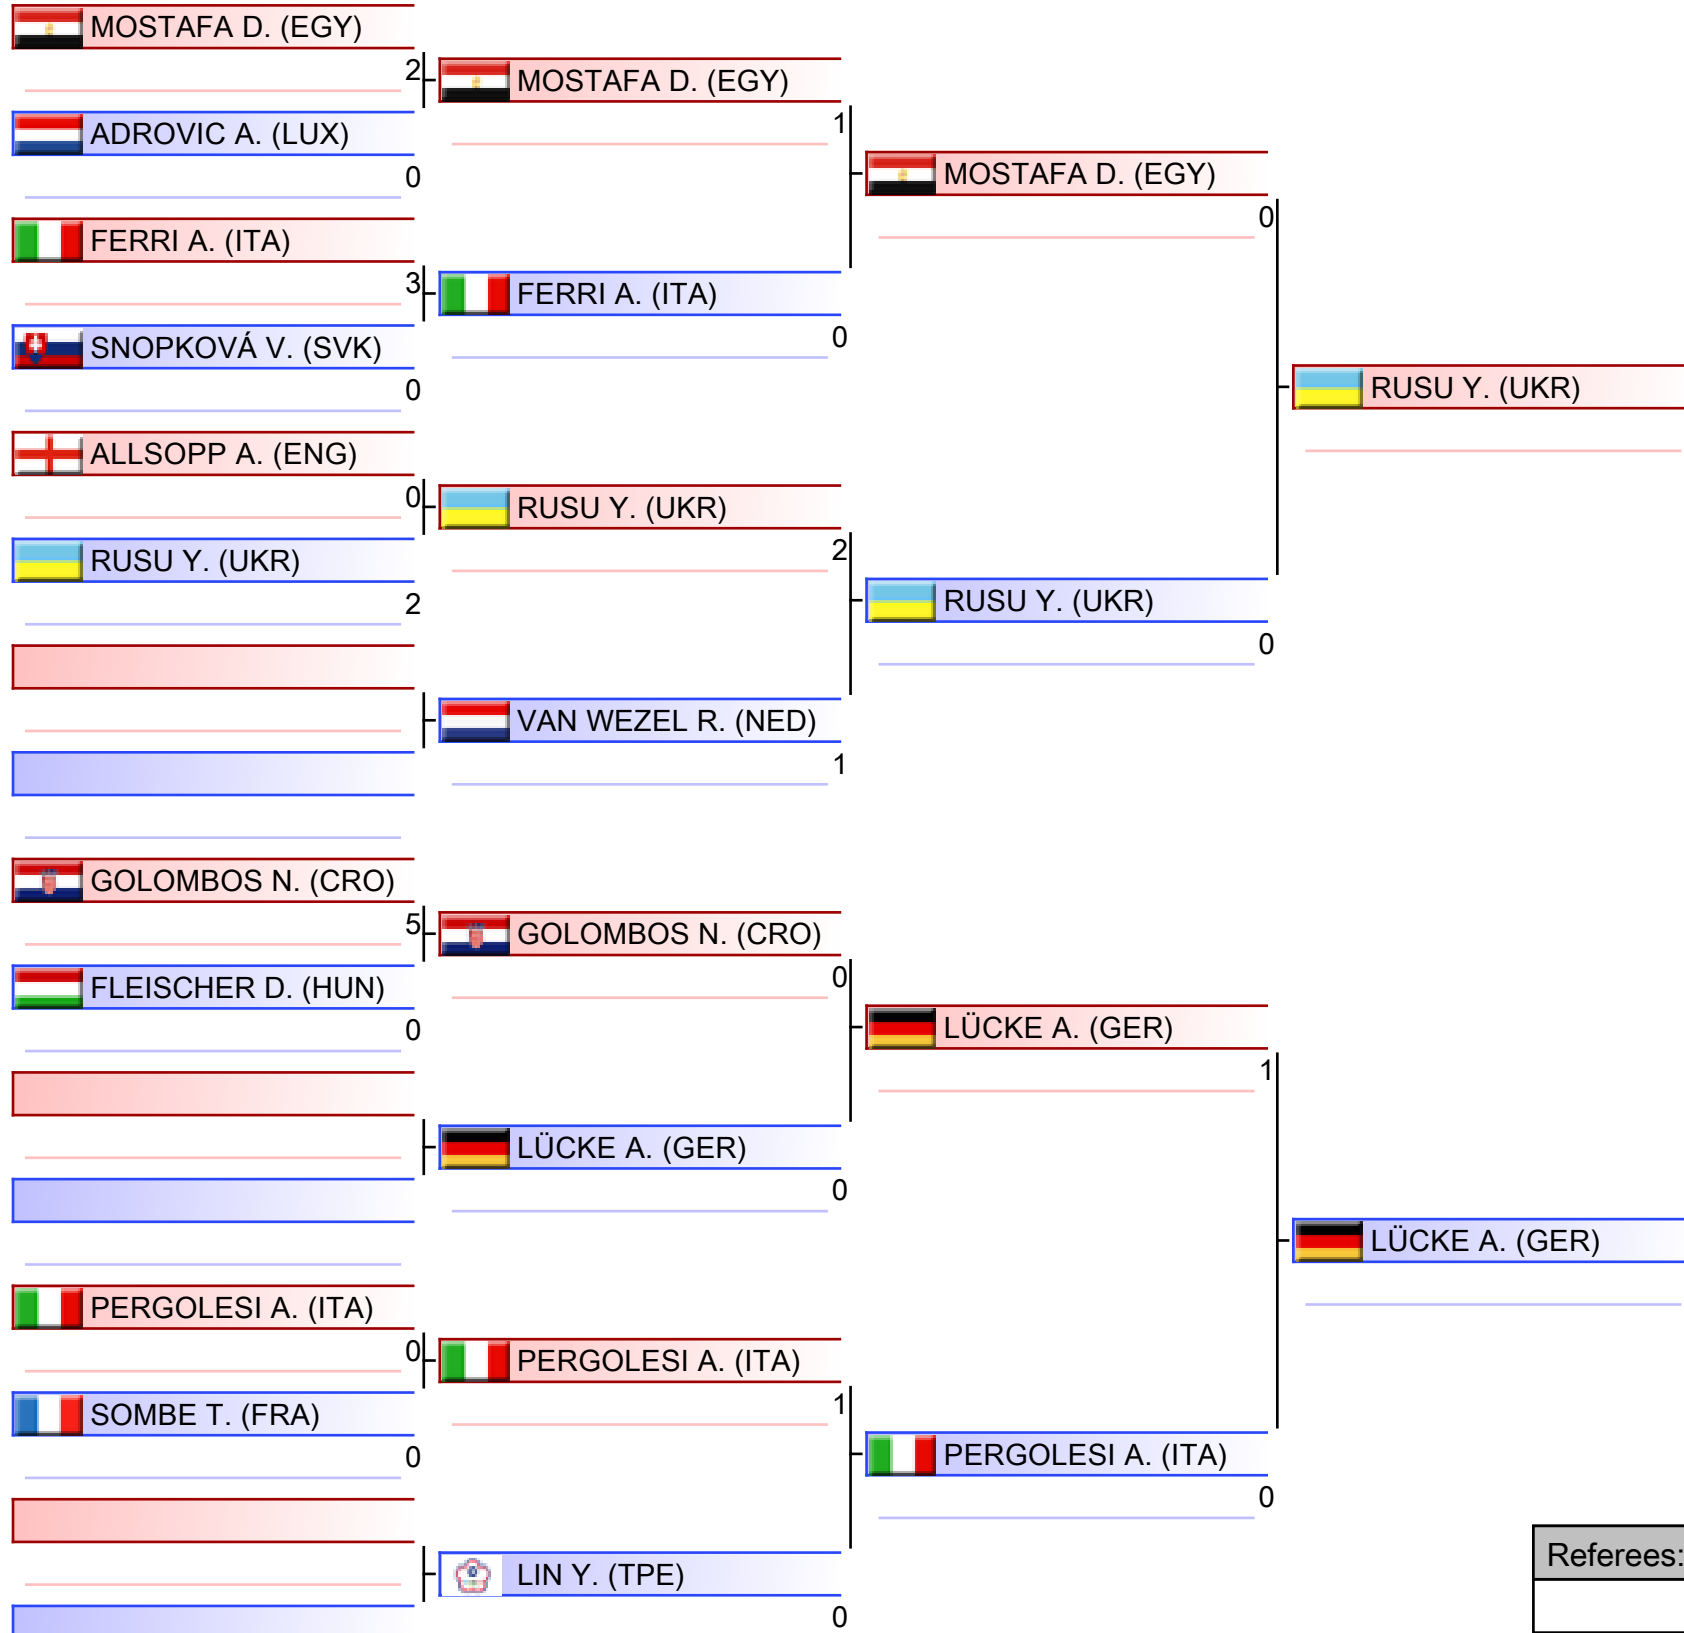 MOSTAFA D. (EGY)
2
MOSTAFA D. (EGY)
ADROVIC A. (LUX)
1
0
MOSTAFA D. (EGY)
0
FERRI A. (ITA)
3
FERRI A. (ITA)
SNOPKOVÁ V. (SVK)
0
0
RUSU Y. (UKR)
ALLSOPP A. (ENG)
0
RUSU Y. (UKR)
RUSU Y. (UKR)
2
2
RUSU Y. (UKR)
0
VAN WEZEL R. (NED)
1
GOLOMBOS N. (CRO)
5
GOLOMBOS N. (CRO)
FLEISCHER D. (HUN)
0
0
LÜCKE A. (GER)
1
LÜCKE A. (GER)
0
LÜCKE A. (GER)
PERGOLESI A. (ITA)
0
PERGOLESI A. (ITA)
SOMBE T. (FRA)
1
0
PERGOLESI A. (ITA)
0
LIN Y. (TPE)
0
Referees: